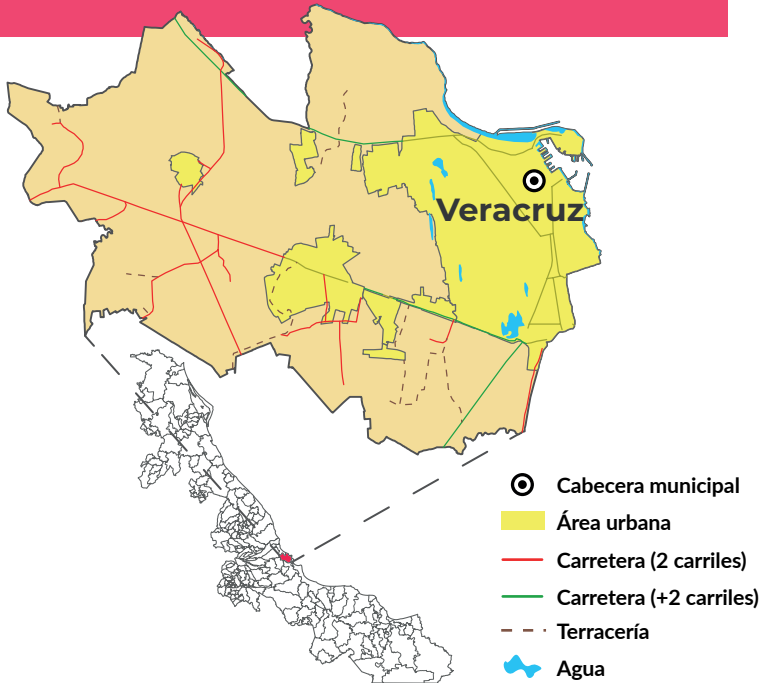 Veracruz
Cabecera municipal
Área urbana
Carretera (2 carriles)
Carretera (+2 carriles)
Terracería
Agua